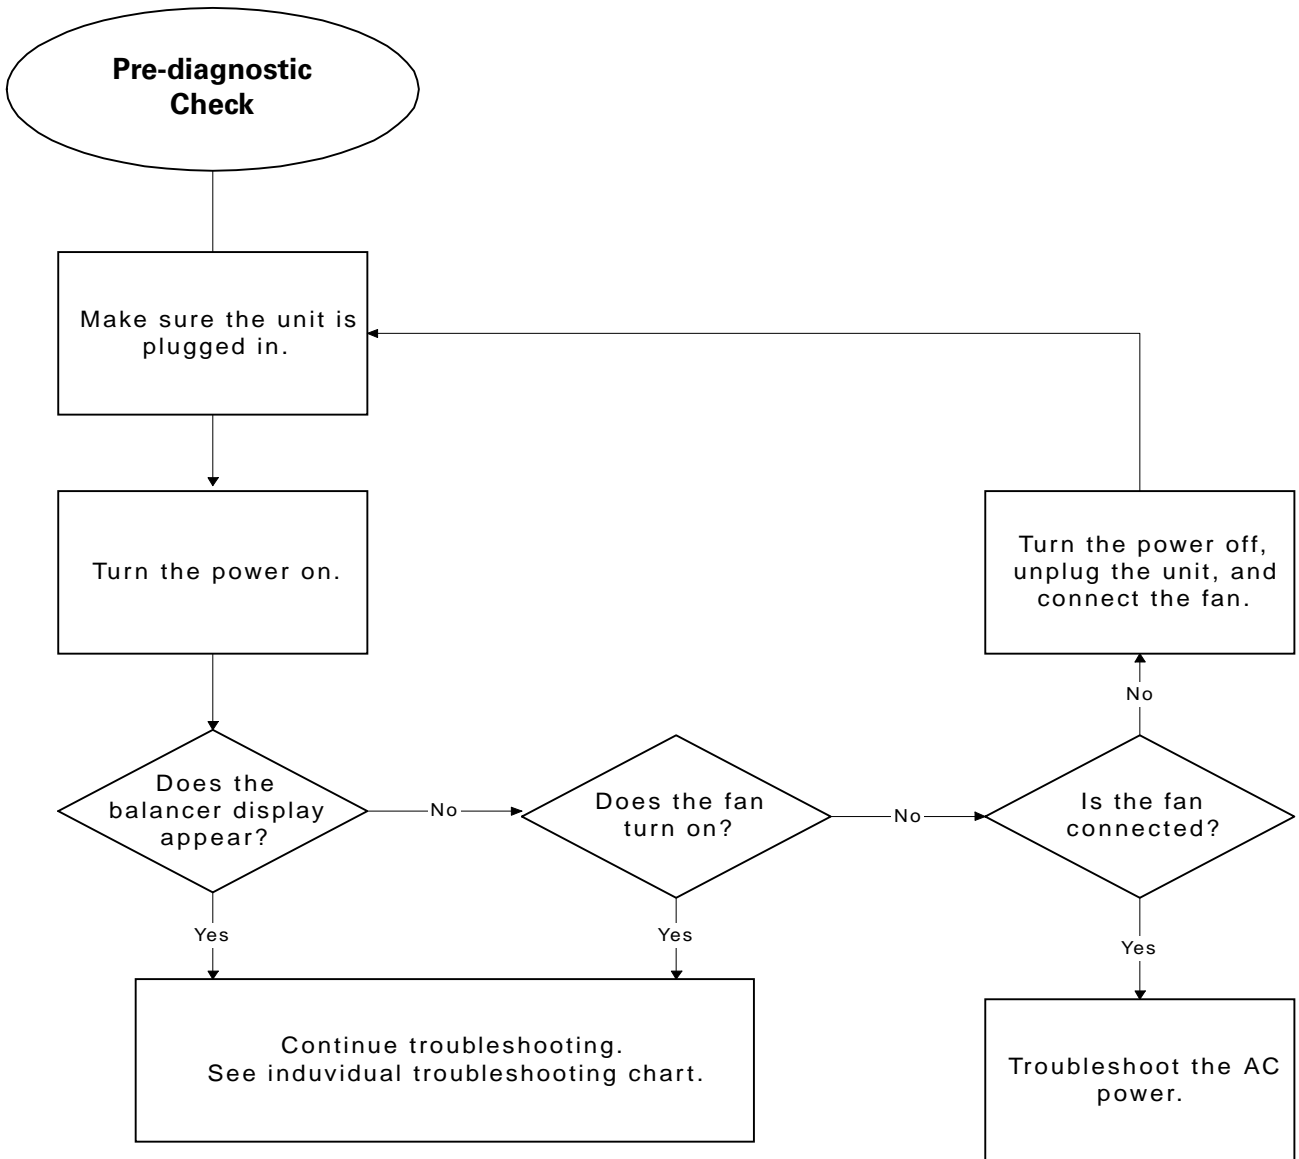 Pre-diagnostic
Check
Make sure the unit is
plugged in.
Turn the power on.
Turn the power off,
unplug the unit, and
connect the fan.
No
Does the
balancer display
appear?
No
Does the fan
turn on?
No
Is the fan
connected?
Yes
Yes
Yes
Continue troubleshooting.
See induvidual troubleshooting chart.
Troubleshoot the AC
power.